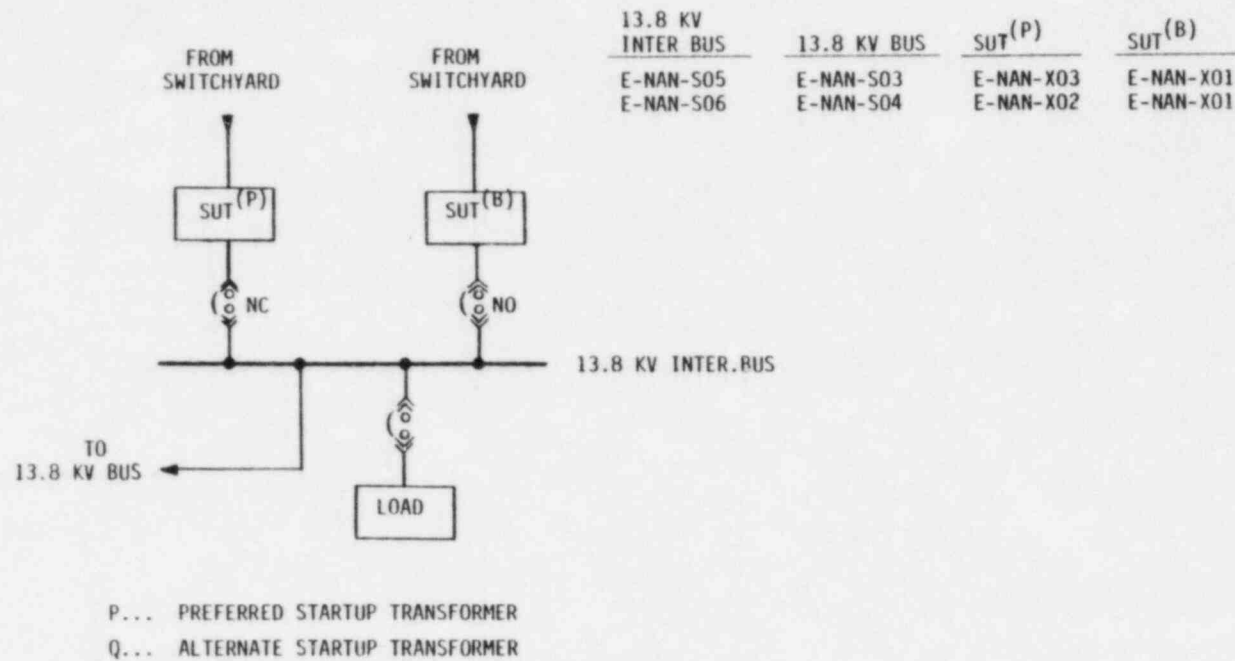 13.8 KV
INTER BUS 13.8 KV BUS SUT(P) SUT(B)
E-NAN-S05 E-NAN-S03 E-NAN-X03 E-NAN-X01
E-NAN-S06 E-NAN-S04 E-NAN-X02 E-NAN-X01
FROM
SWITCHYARD
FROM
SWITCHYARD
SUT(P)
SUT(B)
NC
NO
13.8 KV INTER.BUS
TO
13.8 KV BUS
LOAD
P... PREFERRED STARTUP TRANSFORMER
Q... ALTERNATE STARTUP TRANSFORMER